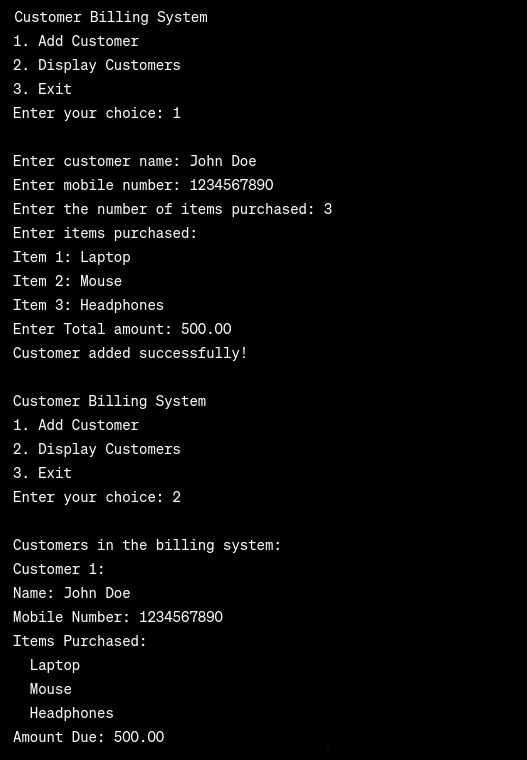 Customer Billing System
1. Add Customer
2. Display Customers
3. Exit
Enter your choice: 1

Enter customer name: John Doe
Enter mobile number: 1234567890
Enter the number of items purchased: 3
Enter items purchased:
Item 1: Laptop
Item 2: Mouse
Item 3: Headphones
Enter Total amount: 500.00
Customer added successfully!

Customer Billing System
1. Add Customer
2. Display Customers
3. Exit
Enter your choice: 2

Customers in the billing system:
Customer 1:
Name: John Doe
Mobile Number: 1234567890
Items Purchased:
  Laptop
  Mouse
  Headphones
Amount Due: 500.00